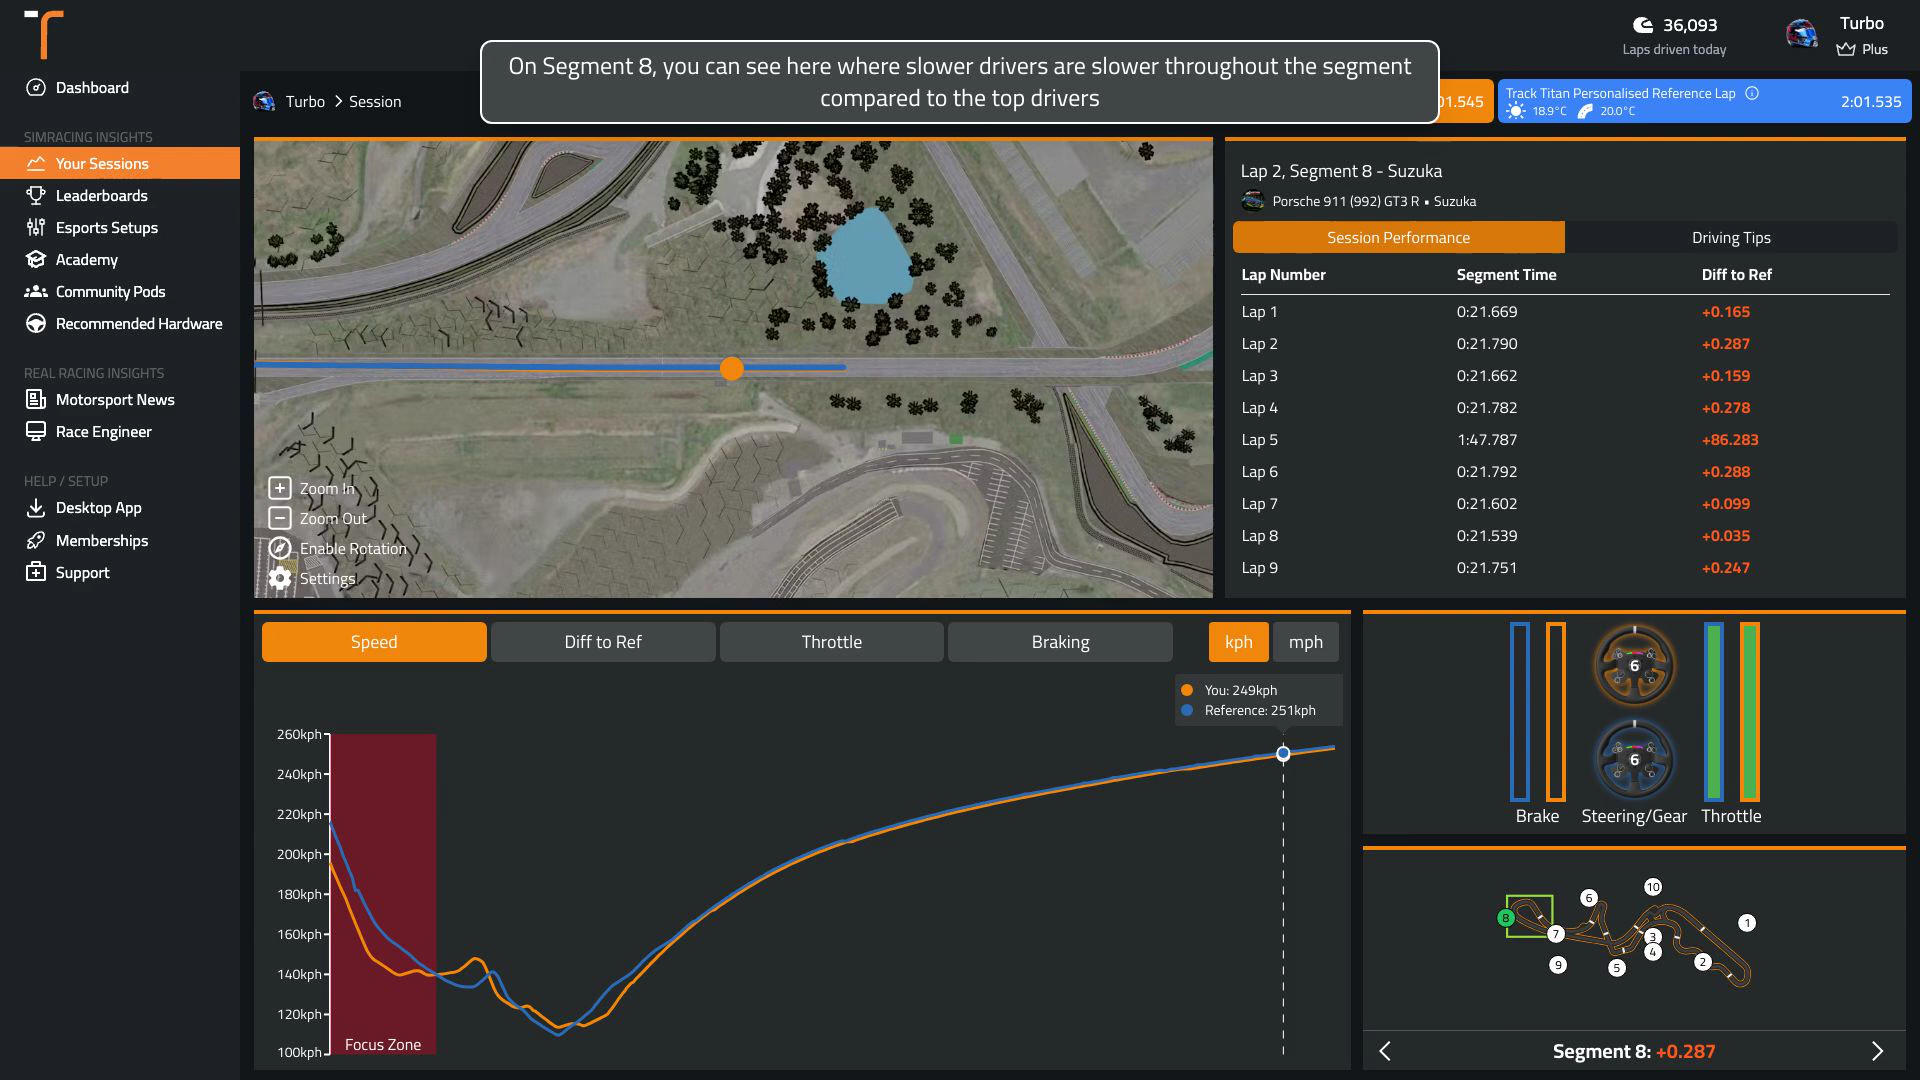 36,093
Laps driven today
Turbo
Plus
On Segment 8, you can see here where slower drivers are slower throughout the segment
compared to the top drivers
Dashboard
SIMRACING INSIGHTS
Your Sessions
Leaderboards
Esports Setups
Academy
Community Pods
Recommended Hardware
REAL RACING INSIGHTS
Motorsport News
Race Engineer
HELP / SETUP
Desktop App
Memberships
Support
Turbo > Session
01.545
Track Titan Personalised Reference Lap
18.9°C 20.0°C
2:01.535
Zoom In
Zoom Out
Enable Rotation
Settings
Lap 2, Segment 8 - Suzuka
Porsche 911 (992) GT3 R • Suzuka
Session Performance Driving Tips
Lap Number Segment Time Diff to Ref
Lap 1 0:21.669 +0.165
Lap 2 0:21.790 +0.287
Lap 3 0:21.662 +0.159
Lap 4 0:21.782 +0.278
Lap 5 1:47.787 +86.283
Lap 6 0:21.792 +0.288
Lap 7 0:21.602 +0.099
Lap 8 0:21.539 +0.035
Lap 9 0:21.751 +0.247
Speed Diff to Ref Throttle Braking kph mph
You: 249kph
Reference: 251kph
260kph
240kph
220kph
200kph
180kph
160kph
140kph
120kph
100kph
Focus Zone
6
6
Brake Steering/Gear Throttle
10
6
8
1
7
3
4
9
5
2
Segment 8: +0.287